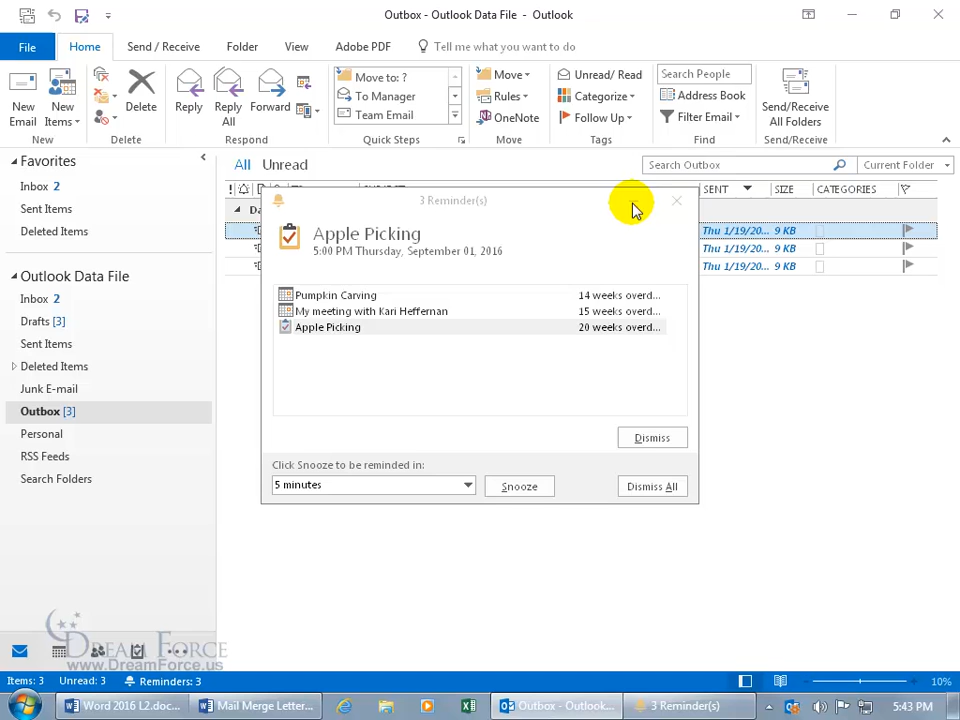 Outbox - Outlook Data File - Outlook
File Home Send / Receive Folder View Adobe PDF Tell me what you want to do
New Email
New Items
Delete
Reply
Reply All
Forward
Move to: ?
To Manager
Team Email
Move
Rules
OneNote
Unread/ Read
Categorize
Follow Up
Search People
Address Book
Filter Email
Send/Receive All Folders
New Delete Respond Quick Steps Move Tags Find Send/Receive
Favorites
Inbox 2
Sent Items
Deleted Items
Outlook Data File
Inbox 2
Drafts [3]
Sent Items
Deleted Items
Junk E-mail
Outbox [3]
Personal
RSS Feeds
Search Folders
All Unread
Search Outbox Current Folder
SENT SIZE CATEGORIES
Thu 1/19/20... 9 KB
Thu 1/19/20... 9 KB
Thu 1/19/20... 9 KB
3 Reminder(s)
Apple Picking
5:00 PM Thursday, September 01, 2016
Pumpkin Carving 14 weeks overd...
My meeting with Kari Heffernan 15 weeks overd...
Apple Picking 20 weeks overd...
Dismiss
Click Snooze to be reminded in:
5 minutes Snooze Dismiss All
DREAM FORCE
www.DreamForce.us
Items: 3 Unread: 3 Reminders: 3 10%
Word 2016 L2.doc... Mail Merge Letter... Outbox - Outlook... 3 Reminder(s) 5:43 PM